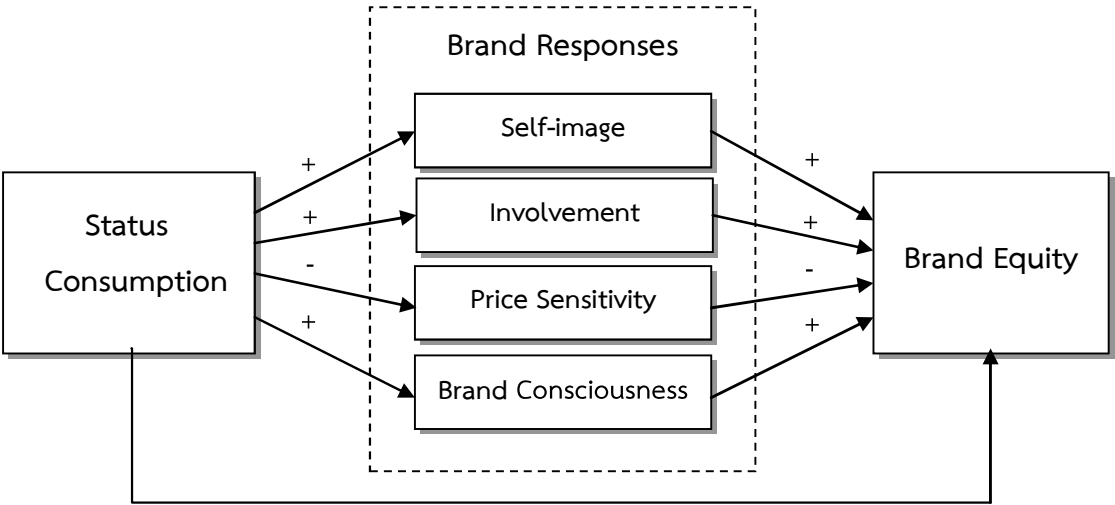 Brand Responses
Self-image
+
+
Status
Involvement
+
+
Consumption
-
-
Brand Equity
Price Sensitivity
+
+
Brand Consciousness